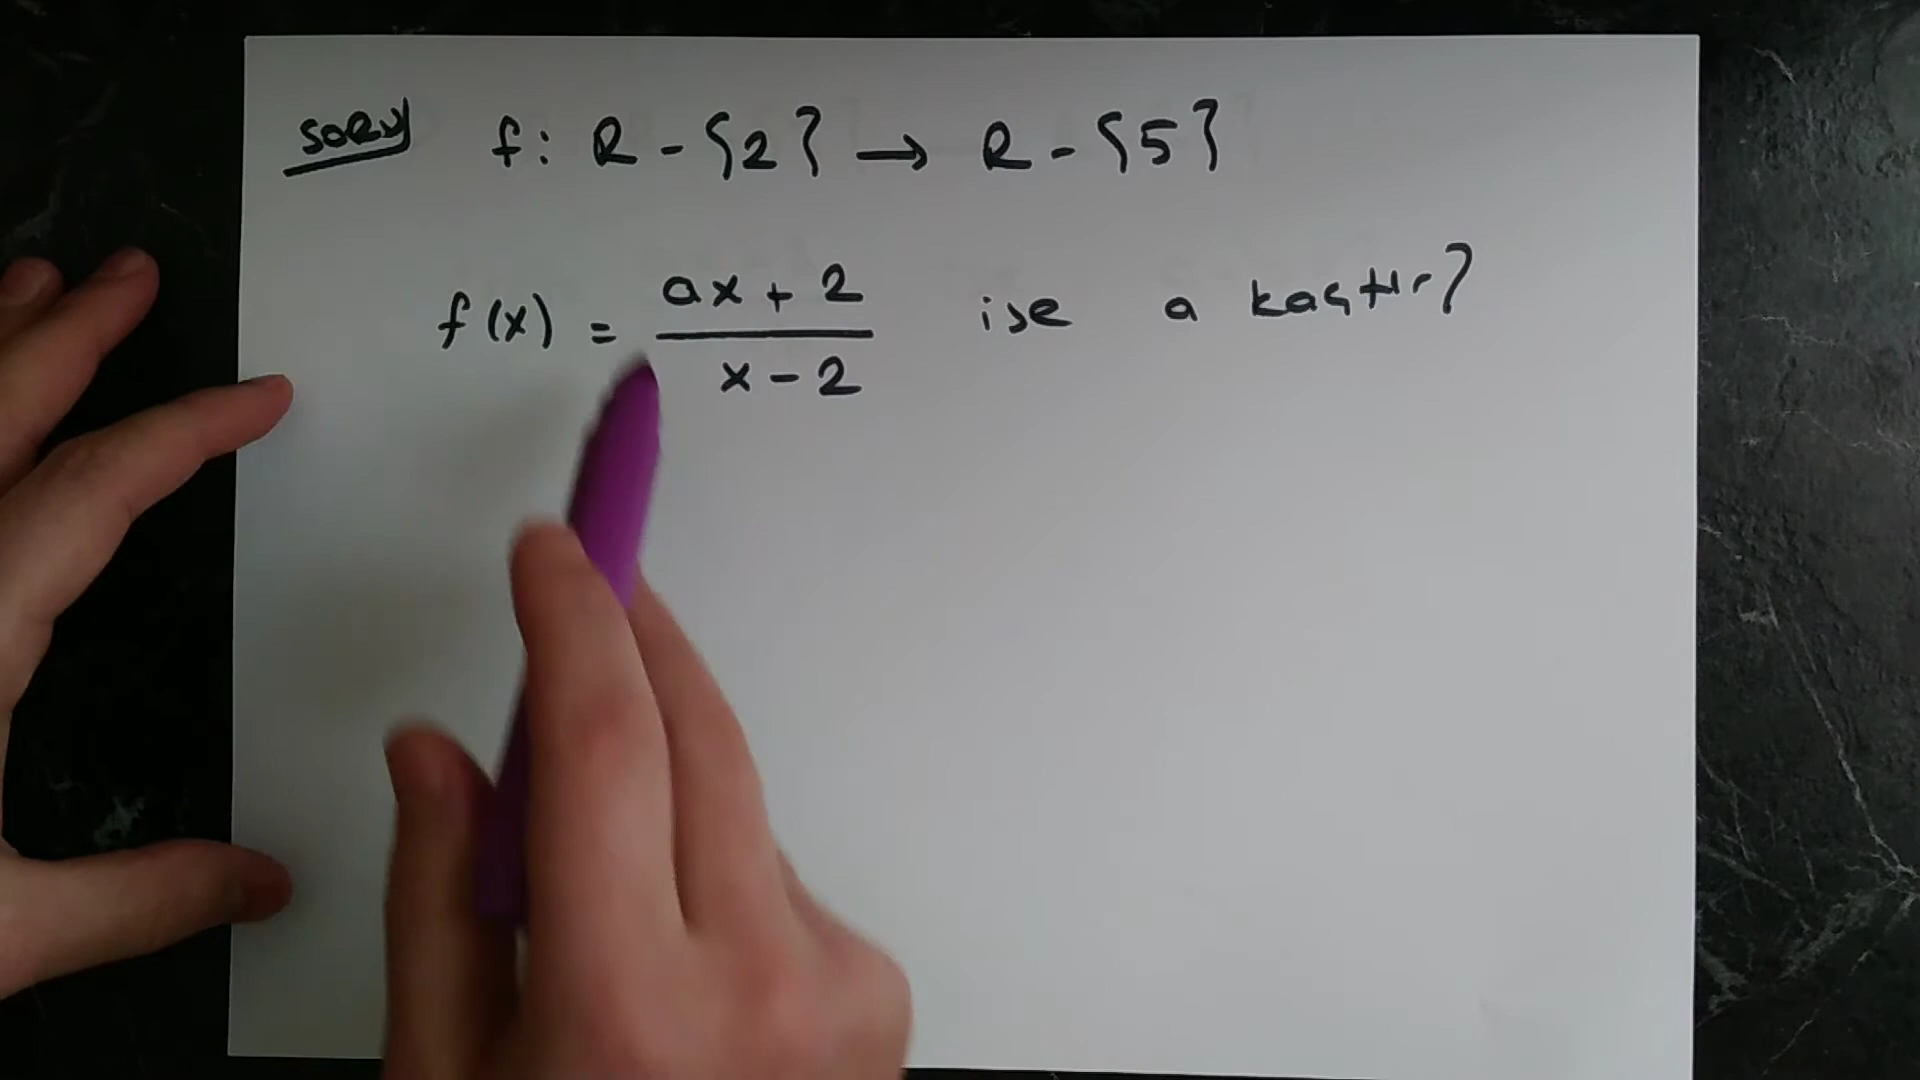 SORU f: R - {2} → R - {5}
f(x) = ax + 2 / x - 2 ise a kaçtır?